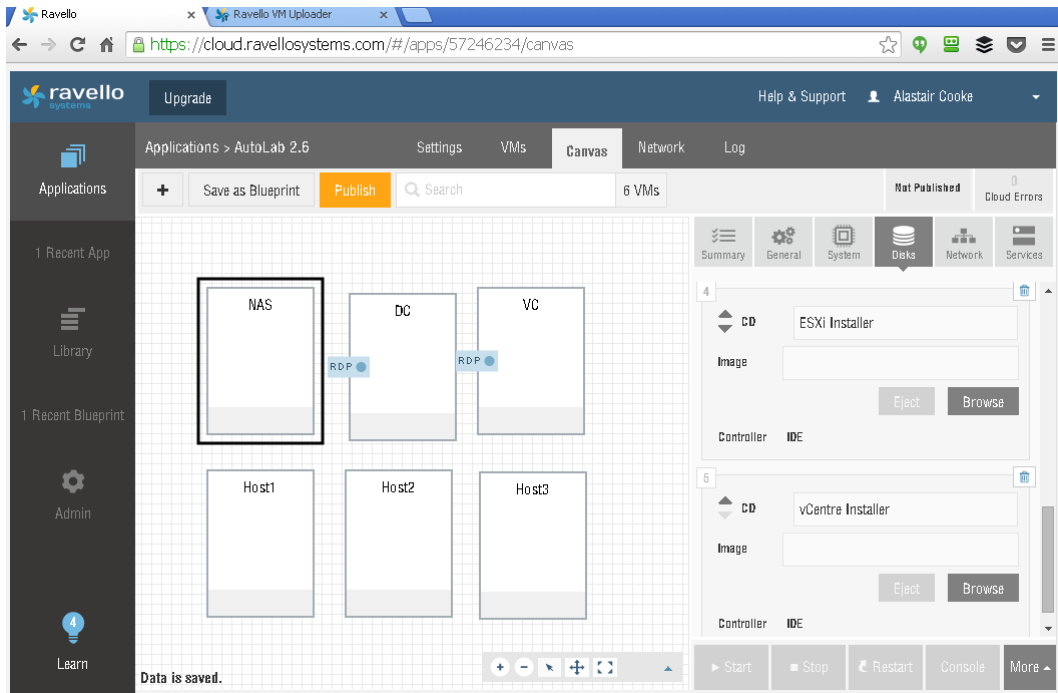 Ravello
Ravello VM Uploader
https://cloud.ravellosystems.com/#/apps/57246234/canvas
ravello
systems
Upgrade
Help & Support
Alastair Cooke
Applications > AutoLab 2.6
Settings
VMs
Canvas
Network
Log
Applications
+
Save as Blueprint
Publish
Search
6 VMs
Not Published
0
Cloud Errors
1 Recent App
Library
1 Recent Blueprint
Admin
4
Learn
NAS
DC
VC
RDP
RDP
Host1
Host2
Host3
Data is saved.
Summary
General
System
Disks
Network
Services
4
CD
ESXi Installer
Image
Eject
Browse
Controller IDE
5
CD
vCentre Installer
Image
Eject
Browse
Controller IDE
Start
Stop
Restart
Console
More